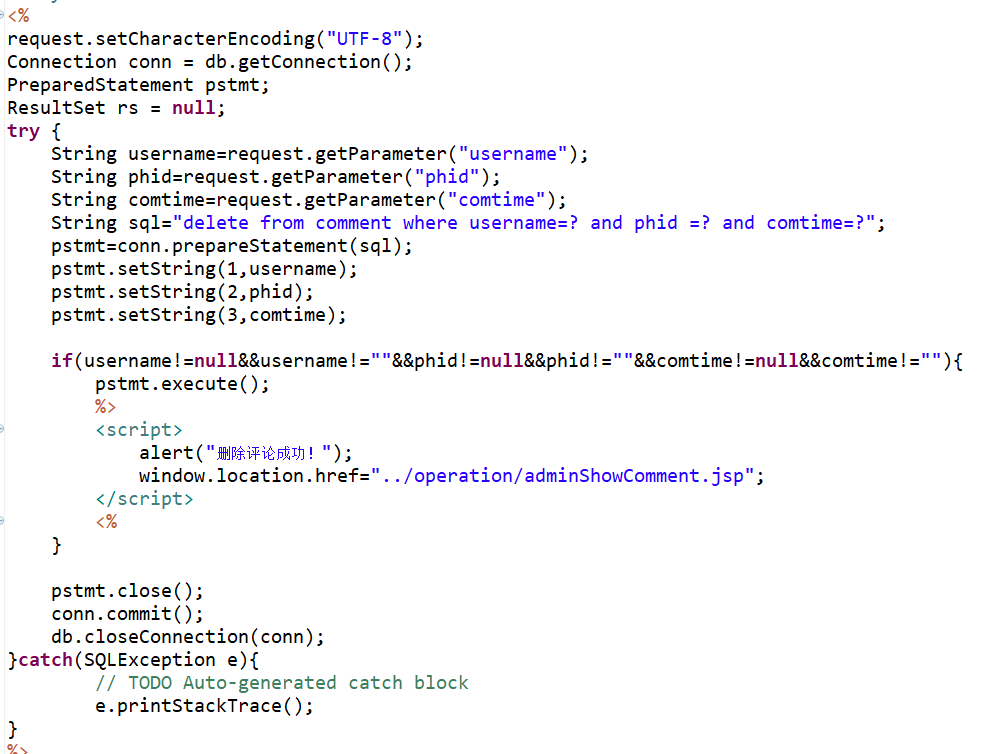 <%
request.setCharacterEncoding("UTF-8");
Connection conn = db.getConnection();
PreparedStatement pstmt;
ResultSet rs = null;
try {
    String username=request.getParameter("username");
    String phid=request.getParameter("phid");
    String comtime=request.getParameter("comtime");
    String sql="delete from comment where username=? and phid =? and comtime=?";
    pstmt=conn.prepareStatement(sql);
    pstmt.setString(1,username);
    pstmt.setString(2,phid);
    pstmt.setString(3,comtime);

    if(username!=null&&username!=""&&phid!=null&&phid!=""&&comtime!=null&&comtime!=""){
        pstmt.execute();
        %>
        <script>
            alert("删除评论成功！");
            window.location.href="../operation/adminShowComment.jsp";
        </script>
        <%
    }

    pstmt.close();
    conn.commit();
    db.closeConnection(conn);
}catch(SQLException e){
        // TODO Auto-generated catch block
        e.printStackTrace();
}
%>